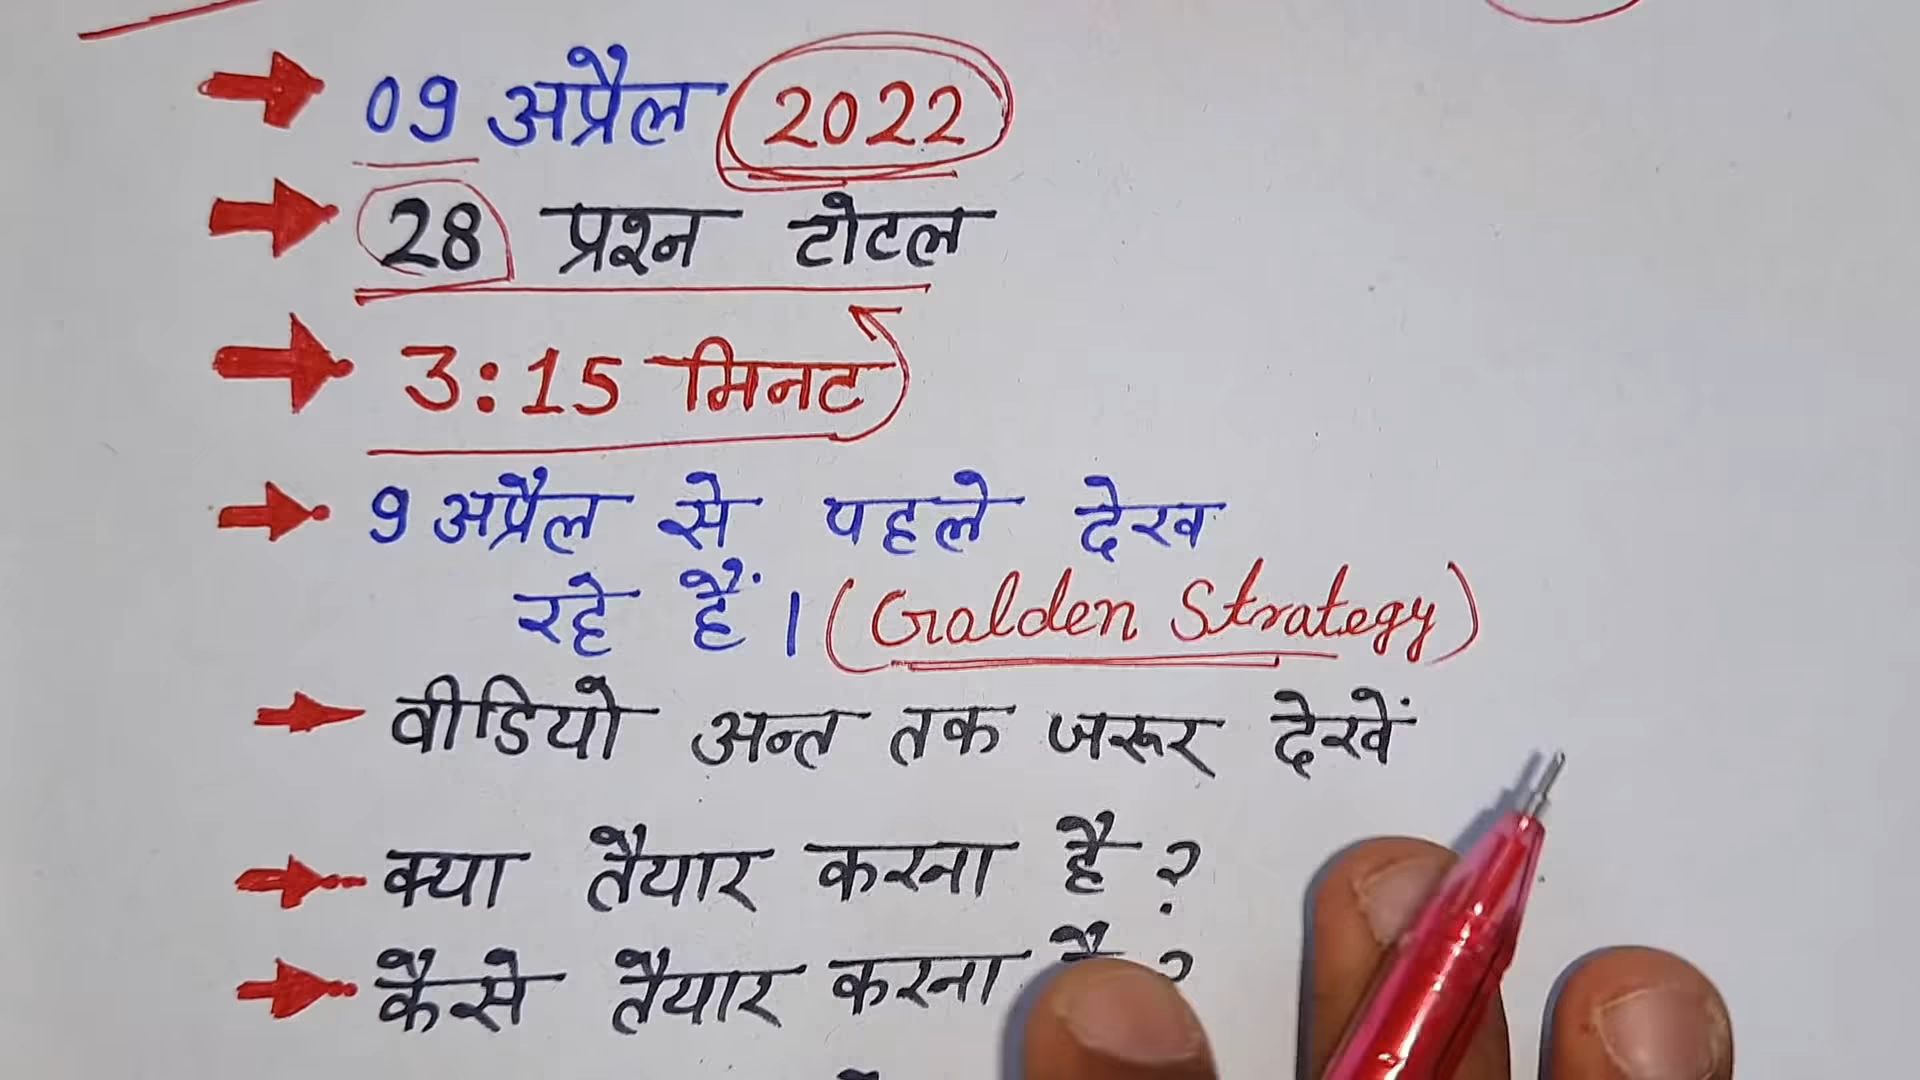 09 अप्रैल 2022
28 प्रश्न टोटल
3:15 मिनट
9 अप्रैल से पहले देख
रहे हैं। (Golden Strategy)
वीडियो अन्त तक जरूर देखें
क्या तैयार करना है?
कैसे तैयार करना है?